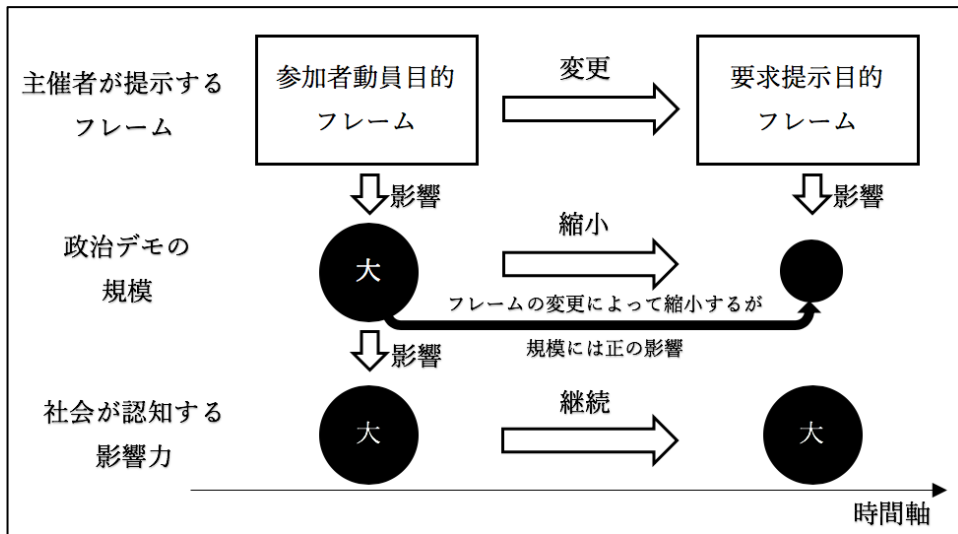 主催者が提示する
フレーム
参加者動員目的
フレーム
変更
要求提示目的
フレーム
影響
影響
政治デモの
規模
大
縮小
フレームの変更によって縮小するが
規模には正の影響
影響
社会が認知する
影響力
大
継続
大
時間軸